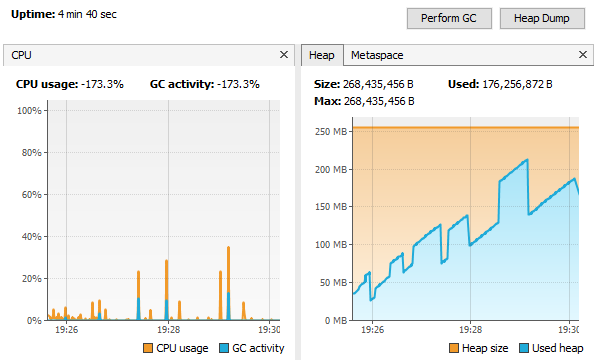 Uptime: 4 min 40 sec
Perform GC
Heap Dump
CPU
CPU usage: -173.3% GC activity: -173.3%
100%
80%
60%
40%
20%
0%
19:26 19:28 19:30
CPU usage GC activity
Heap Metaspace
Size: 268,435,456 B Used: 176,256,872 B
Max: 268,435,456 B
250 MB
200 MB
150 MB
100 MB
50 MB
0 MB
19:26 19:28 19:30
Heap size Used heap